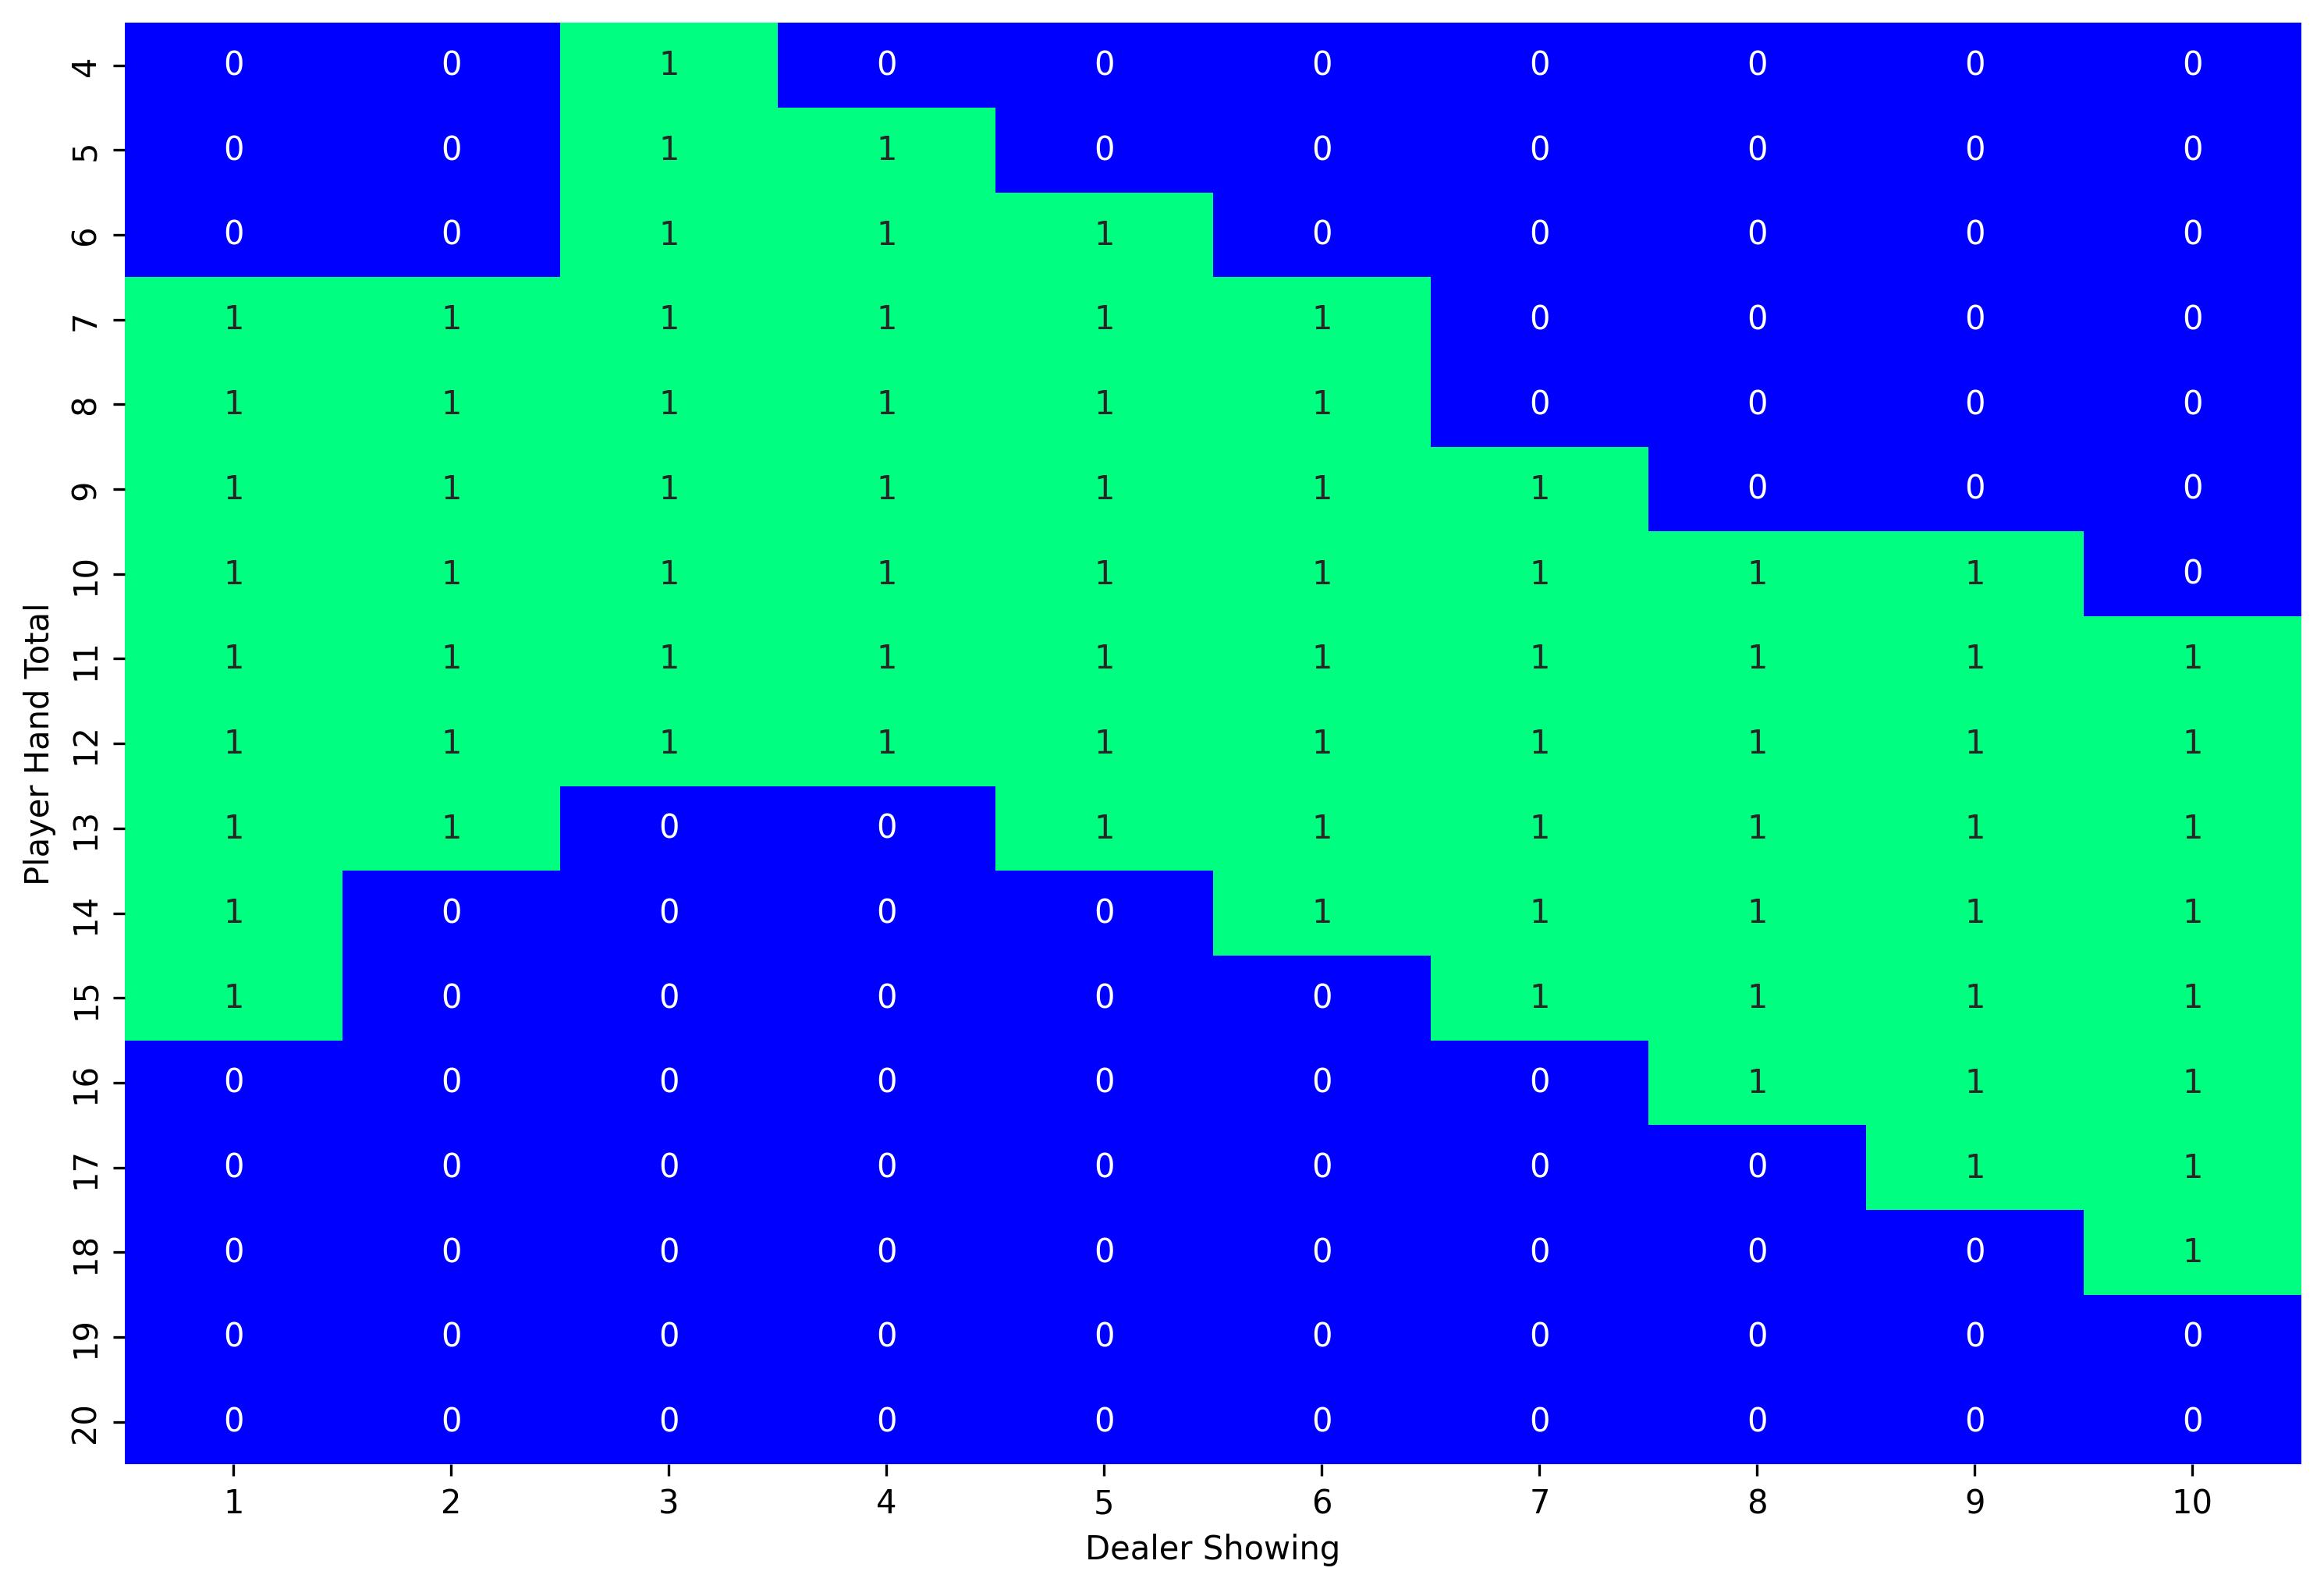 4 0 0 1 0 0 0 0 0 0 0
5 0 0 1 1 0 0 0 0 0 0
6 0 0 1 1 1 0 0 0 0 0
7 1 1 1 1 1 1 0 0 0 0
8 1 1 1 1 1 1 0 0 0 0
9 1 1 1 1 1 1 1 0 0 0
10 1 1 1 1 1 1 1 1 1 0
11 1 1 1 1 1 1 1 1 1 1
12 1 1 1 1 1 1 1 1 1 1
13 1 1 0 0 1 1 1 1 1 1
14 1 0 0 0 0 1 1 1 1 1
15 1 0 0 0 0 0 1 1 1 1
16 0 0 0 0 0 0 0 1 1 1
17 0 0 0 0 0 0 0 0 1 1
18 0 0 0 0 0 0 0 0 0 1
19 0 0 0 0 0 0 0 0 0 0
20 0 0 0 0 0 0 0 0 0 0
Player Hand Total
1 2 3 4 5 6 7 8 9 10
Dealer Showing